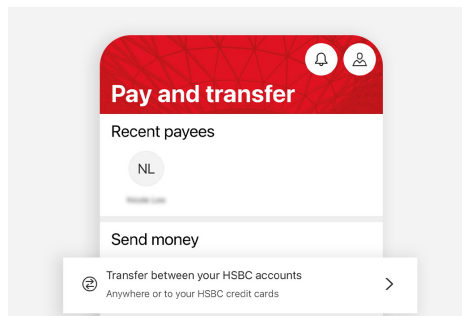 Pay and transfer
Recent payees
NL
Send money
Transfer between your HSBC accounts
Anywhere or to your HSBC credit cards